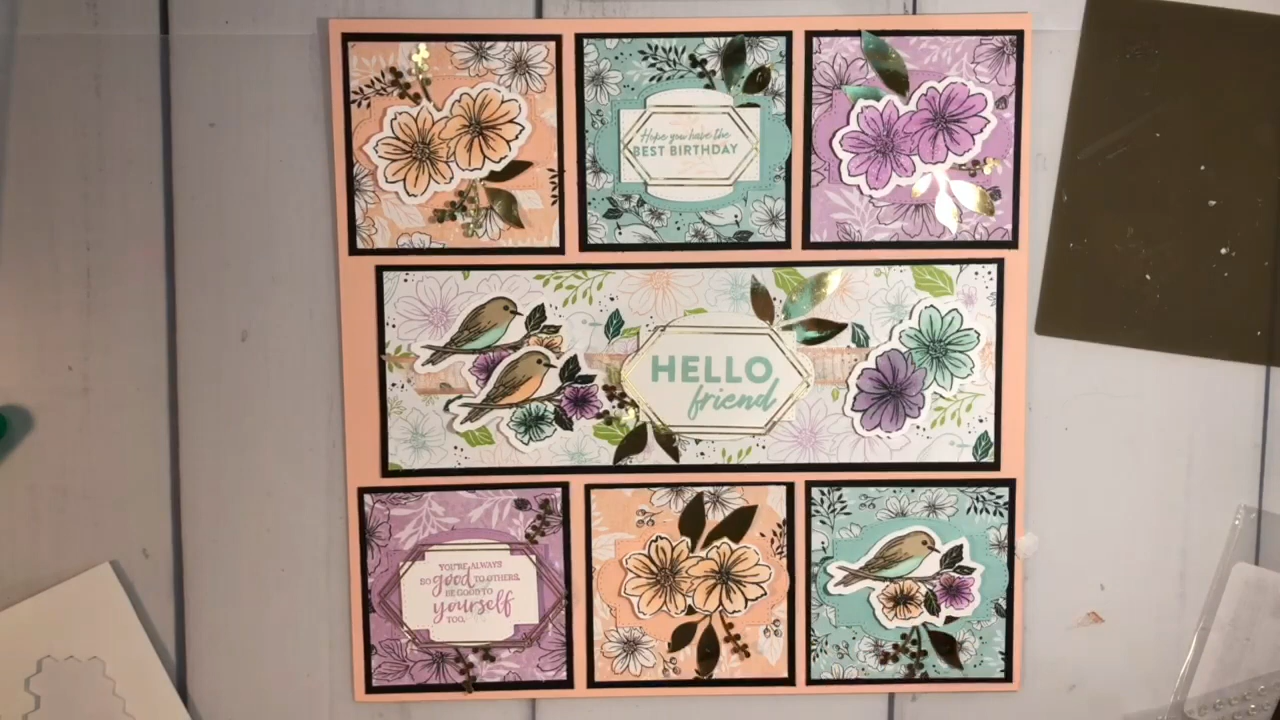 Hope you have the
BEST BIRTHDAY
HELLO
friend
YOU'RE ALWAYS
SO good TO OTHERS,
BE GOOD TO
yourself
TOO.